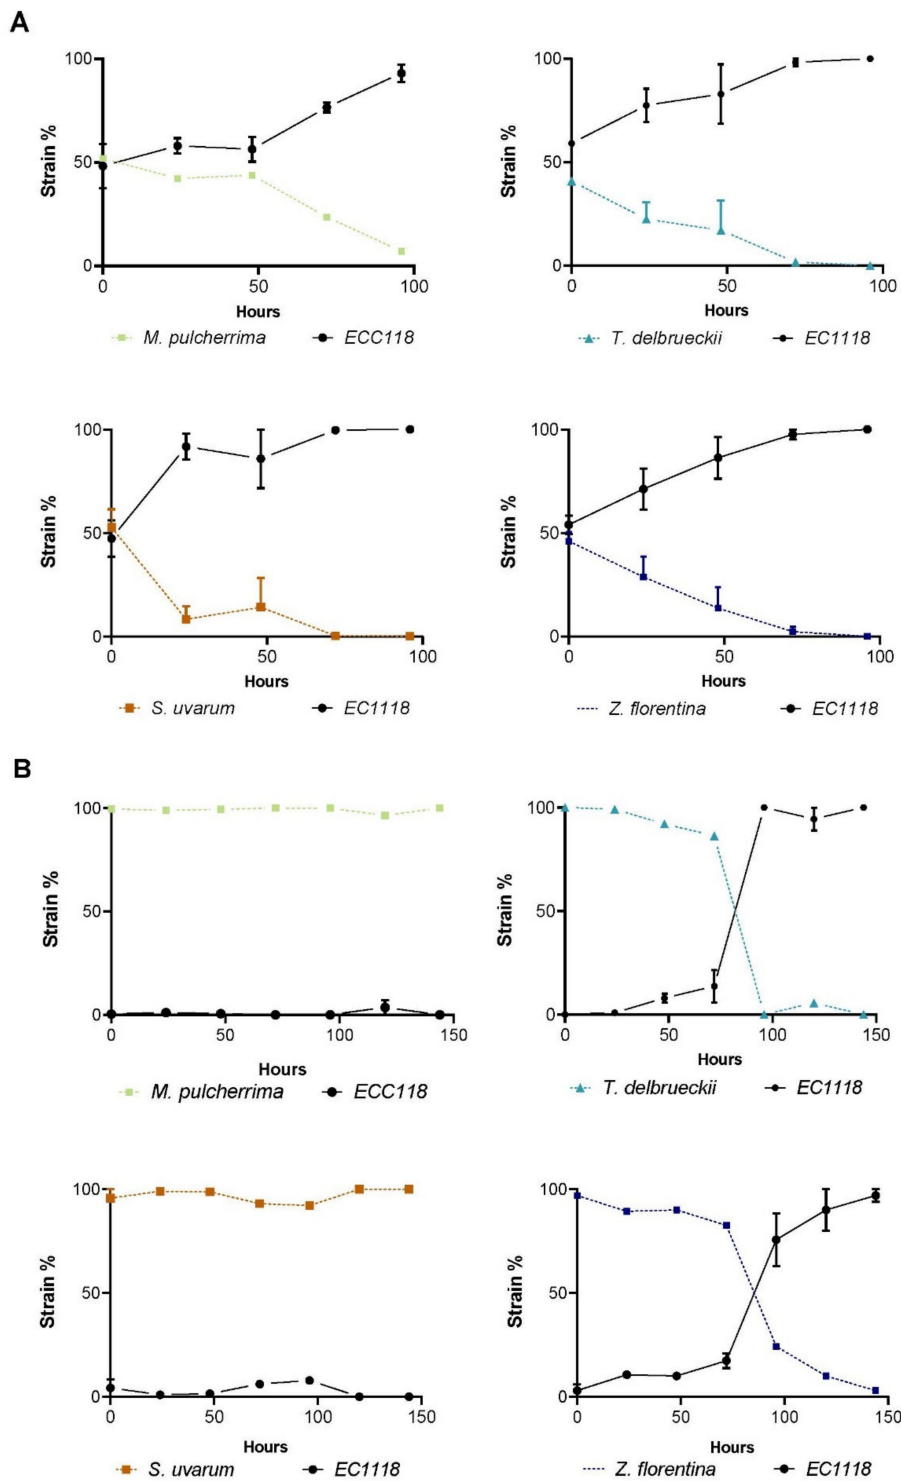 A
100
50
0
Strain %
0 50 100
Hours
M. pulcherrima ECC118
100
50
0
Strain %
0 50 100
Hours
T. delbrueckii EC1118
100
50
0
Strain %
0 50 100
Hours
S. uvarum EC1118
100
50
0
Strain %
0 50 100
Hours
Z. florentina EC1118
B
100
50
0
Strain %
0 50 100 150
Hours
M. pulcherrima ECC118
100
50
0
Strain %
0 50 100 150
Hours
T. delbrueckii EC1118
100
50
0
Strain %
0 50 100 150
Hours
S. uvarum EC1118
100
50
0
Strain %
0 50 100 150
Hours
Z. florentina EC1118